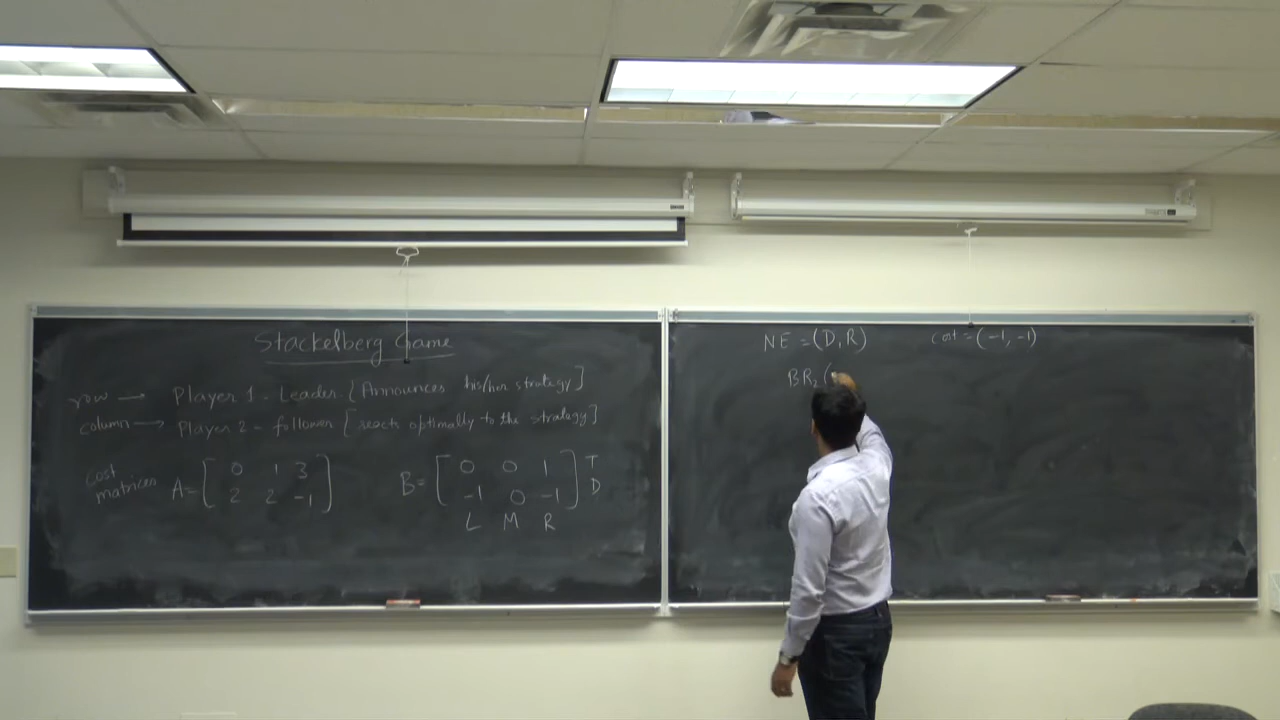 Stackelberg Game
row → Player 1 - Leader [Announces his/her strategy]
column → Player 2 - follower [reacts optimally to the strategy]
cost matrices A = [ 0 1 3
2 2 -1 ]
B = [ 0 0 1 ] T
-1 0 -1 D
L M R
NE = (D, R) cost = (-1, -1)
BR₂(